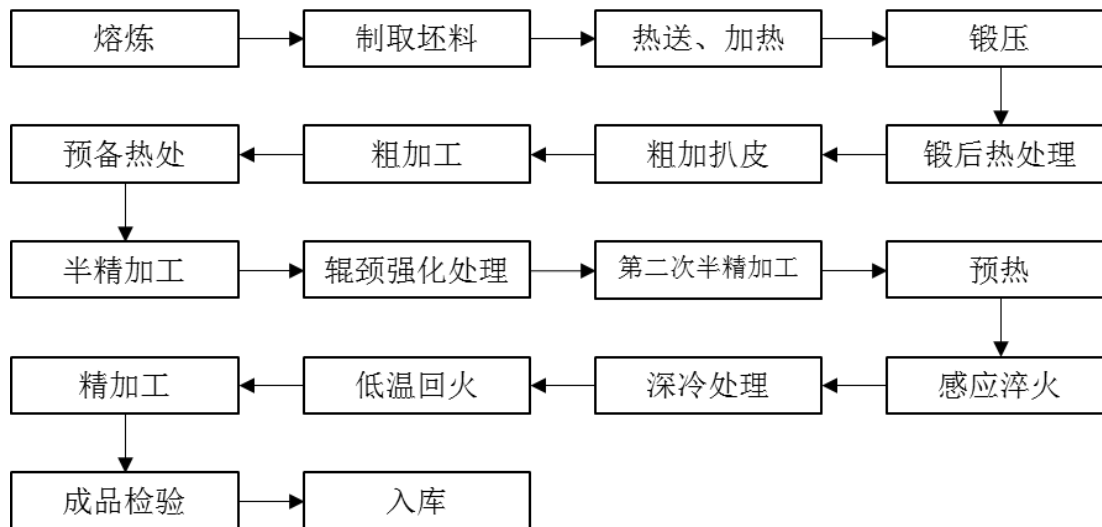 熔炼
制取坯料
热送、加热
锻压
锻后热处理
粗加扒皮
粗加工
预备热处
半精加工
辊颈强化处理
第二次半精加工
预热
感应淬火
深冷处理
低温回火
精加工
成品检验
入库